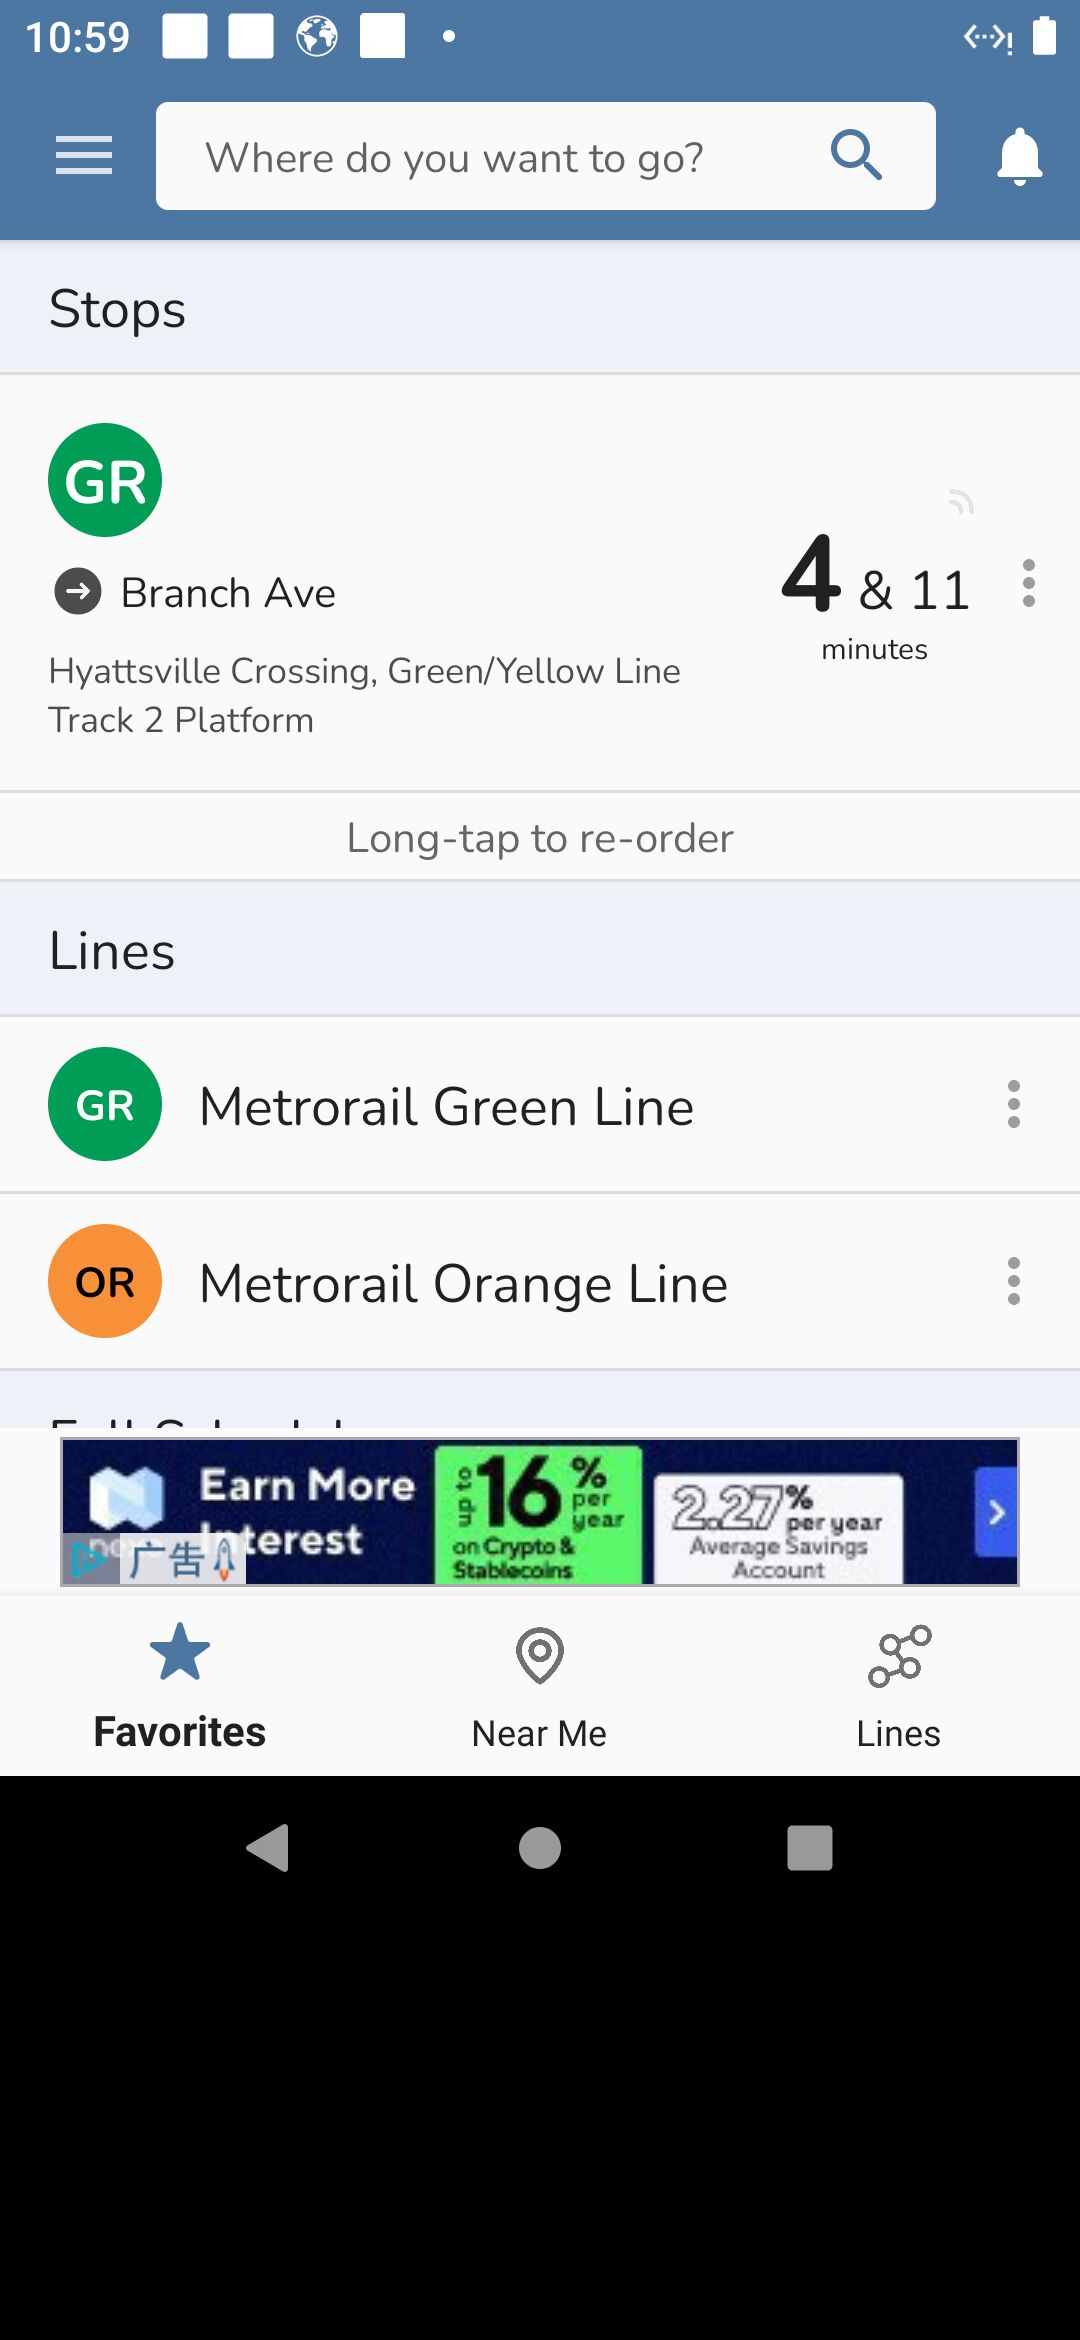 10:59
Where do you want to go?
Stops
GR
Branch Ave
4 & 11
minutes
Hyattsville Crossing, Green/Yellow Line
Track 2 Platform
Long-tap to re-order
Lines
GR Metrorail Green Line
OR Metrorail Orange Line
Earn More
Interest
up to 16% per year
on Crypto &
Stablecoins
2.27% per year
Average Savings
Account
广告
Favorites
Near Me
Lines